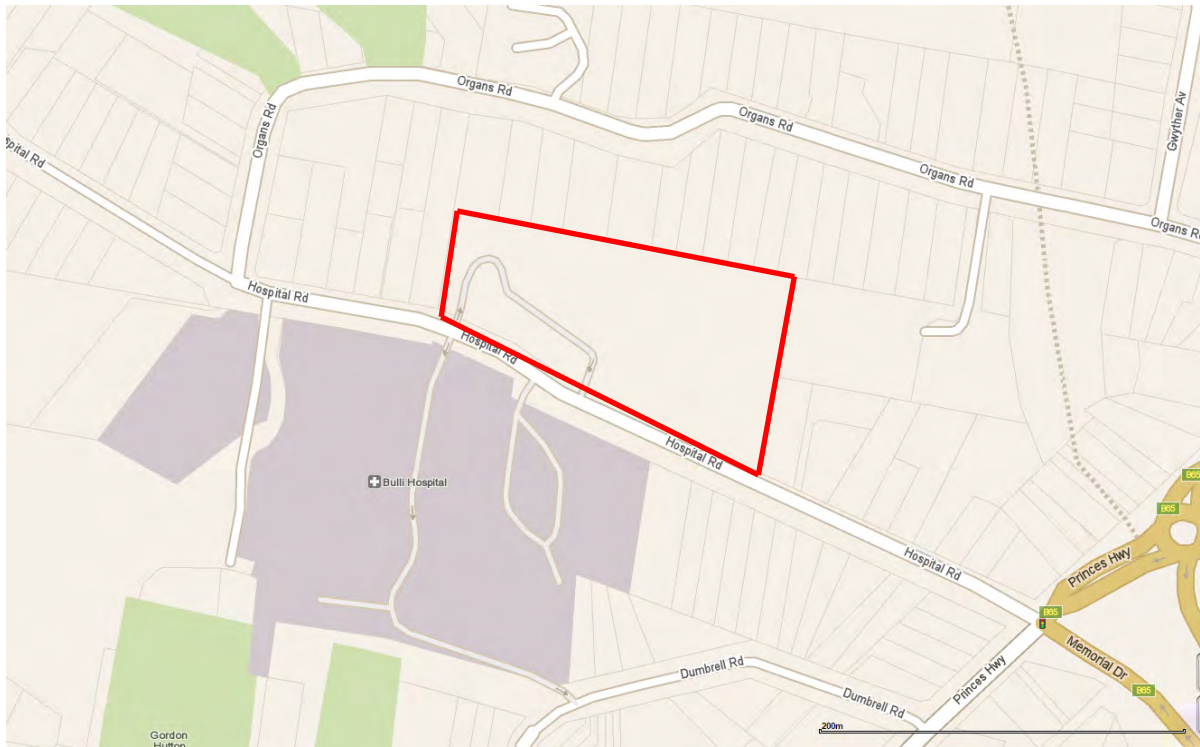 Organs Rd
Organs Rd
Organs Rd
Gwyther Av
Organs Rd
spital Rd
Organs Rd
Hospital Rd
Hospital Rd
Hospital Rd
Bulli Hospital
B65
B65
Hospital Rd
Princes Hwy
B65
Memorial Dr
Dumbrell Rd
Princes Hwy
B65
Dumbrell Rd
200m
Gordon
Hutton